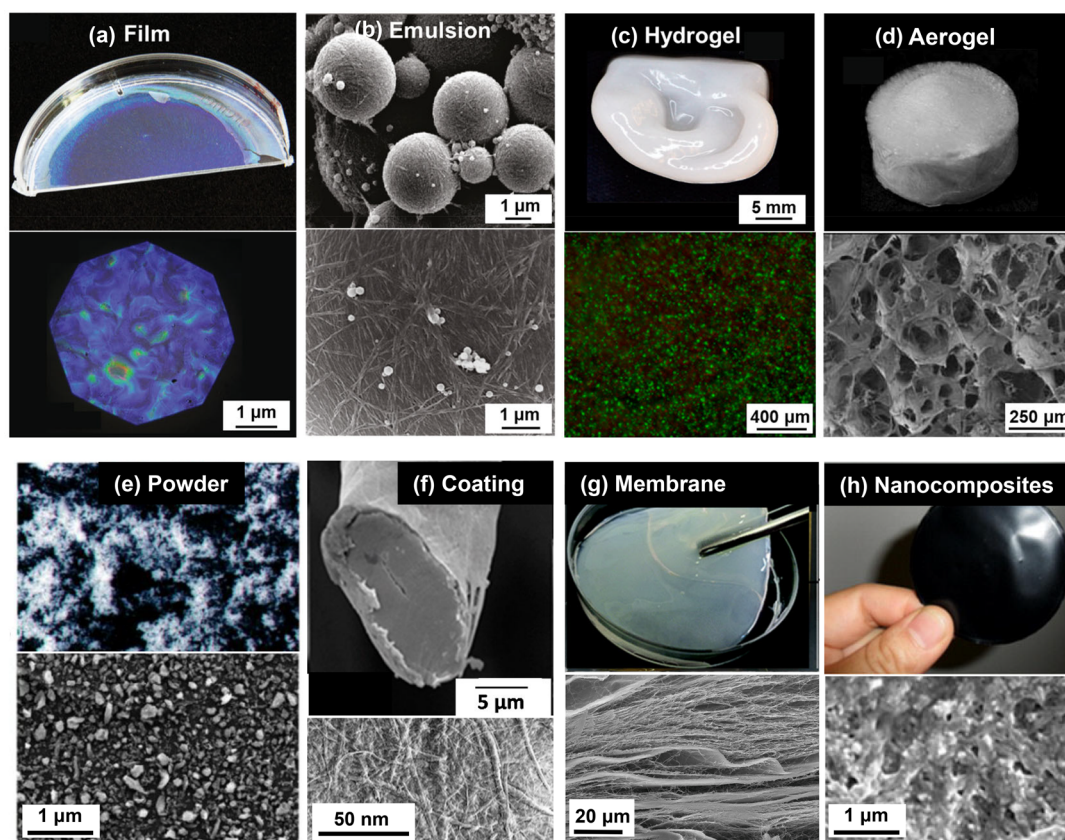 (a) Film
(b) Emulsion
(c) Hydrogel
(d) Aerogel
1 µm
5 mm
1 µm
1 µm
400 µm
250 µm
(e) Powder
(f) Coating
(g) Membrane
(h) Nanocomposites
5 µm
1 µm
50 nm
20 µm
1 µm